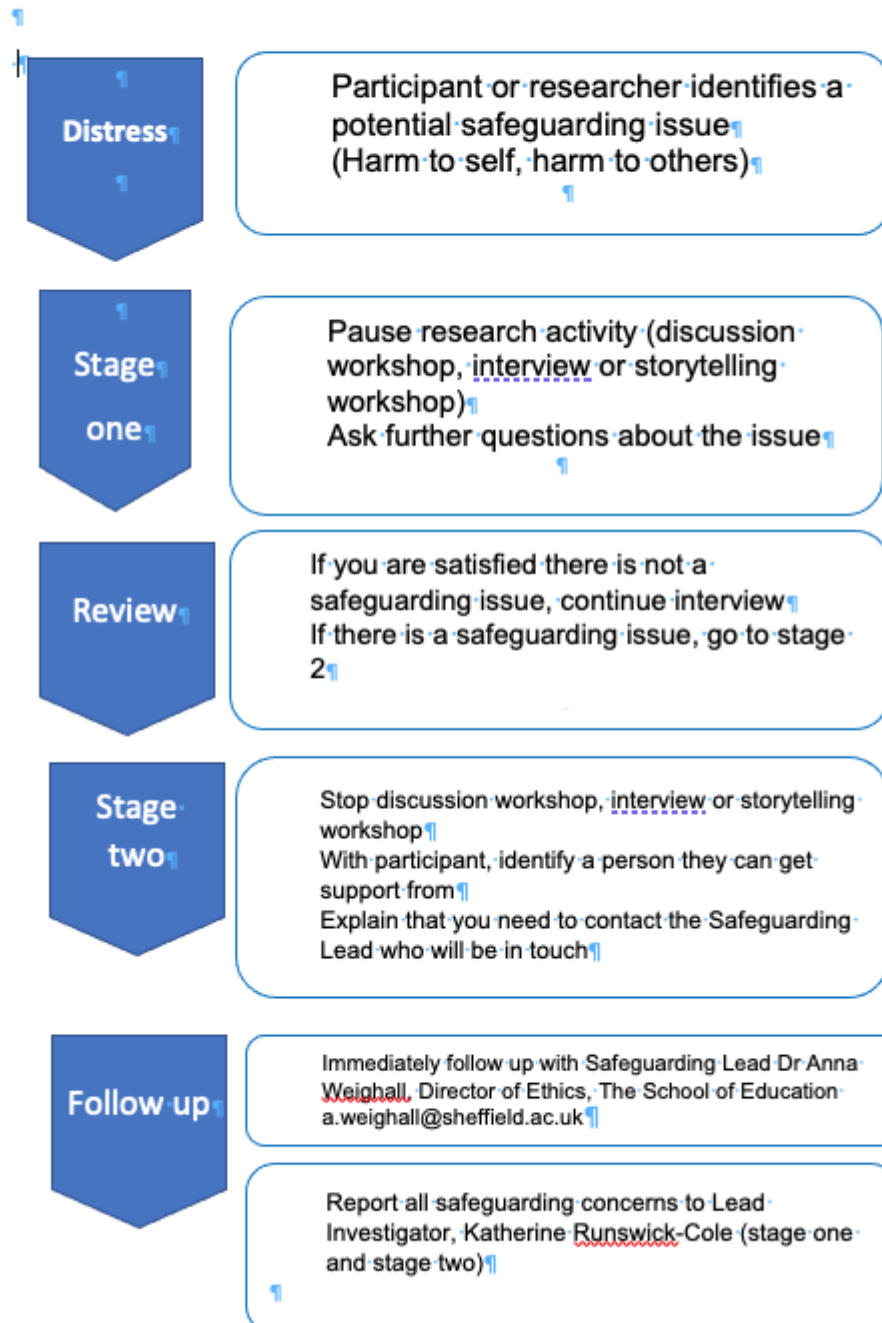 Distress
Participant or researcher identifies a
potential safeguarding issue
(Harm to self, harm to others)
Stage
one
Pause research activity (discussion
workshop, interview or storytelling
workshop)
Ask further questions about the issue
Review
If you are satisfied there is not a
safeguarding issue, continue interview
If there is a safeguarding issue, go to stage
2
Stage
two
Stop discussion workshop, interview or storytelling
workshop
With participant, identify a person they can get
support from
Explain that you need to contact the Safeguarding
Lead who will be in touch
Follow up
Immediately follow up with Safeguarding Lead Dr Anna
Weighall, Director of Ethics, The School of Education
a.weighall@sheffield.ac.uk
Report all safeguarding concerns to Lead
Investigator, Katherine Runswick-Cole (stage one
and stage two)